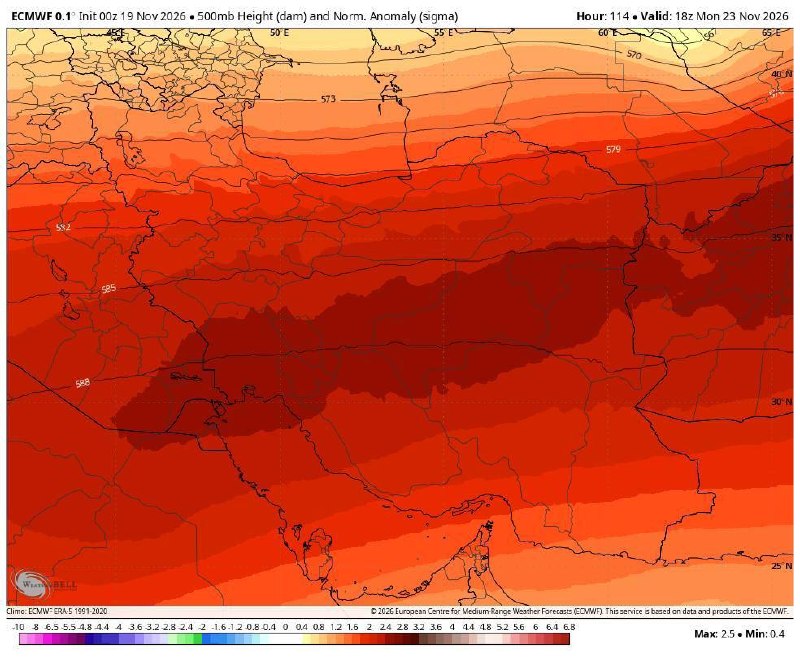 ECMWF 0.1° Init 00z 19 Nov 2026 • 500mb Height (dam) and Norm. Anomaly (sigma)
Hour: 114 • Valid: 18z Mon 23 Nov 2026
45°E 50°E 55°E 60°E 65°E
570
40°N
573
579
582
35°N
585
588
30°N
25°N
WEATHERBELL
Climo: ECMWF ERA-5 1991-2020
© 2026 European Centre for Medium-Range Weather Forecasts (ECMWF). This service is based on data and products of the ECMWF.
-10 -8 -6.5 -5.5 -4.8 -4.4 -4 -3.6 -3.2 -2.8 -2.4 -2 -1.6 -1.2 -0.8 -0.4 0 0.4 0.8 1.2 1.6 2 2.4 2.8 3.2 3.6 4 4.4 4.8 5.2 5.6 6 6.4 6.8
Max: 2.5 • Min: 0.4